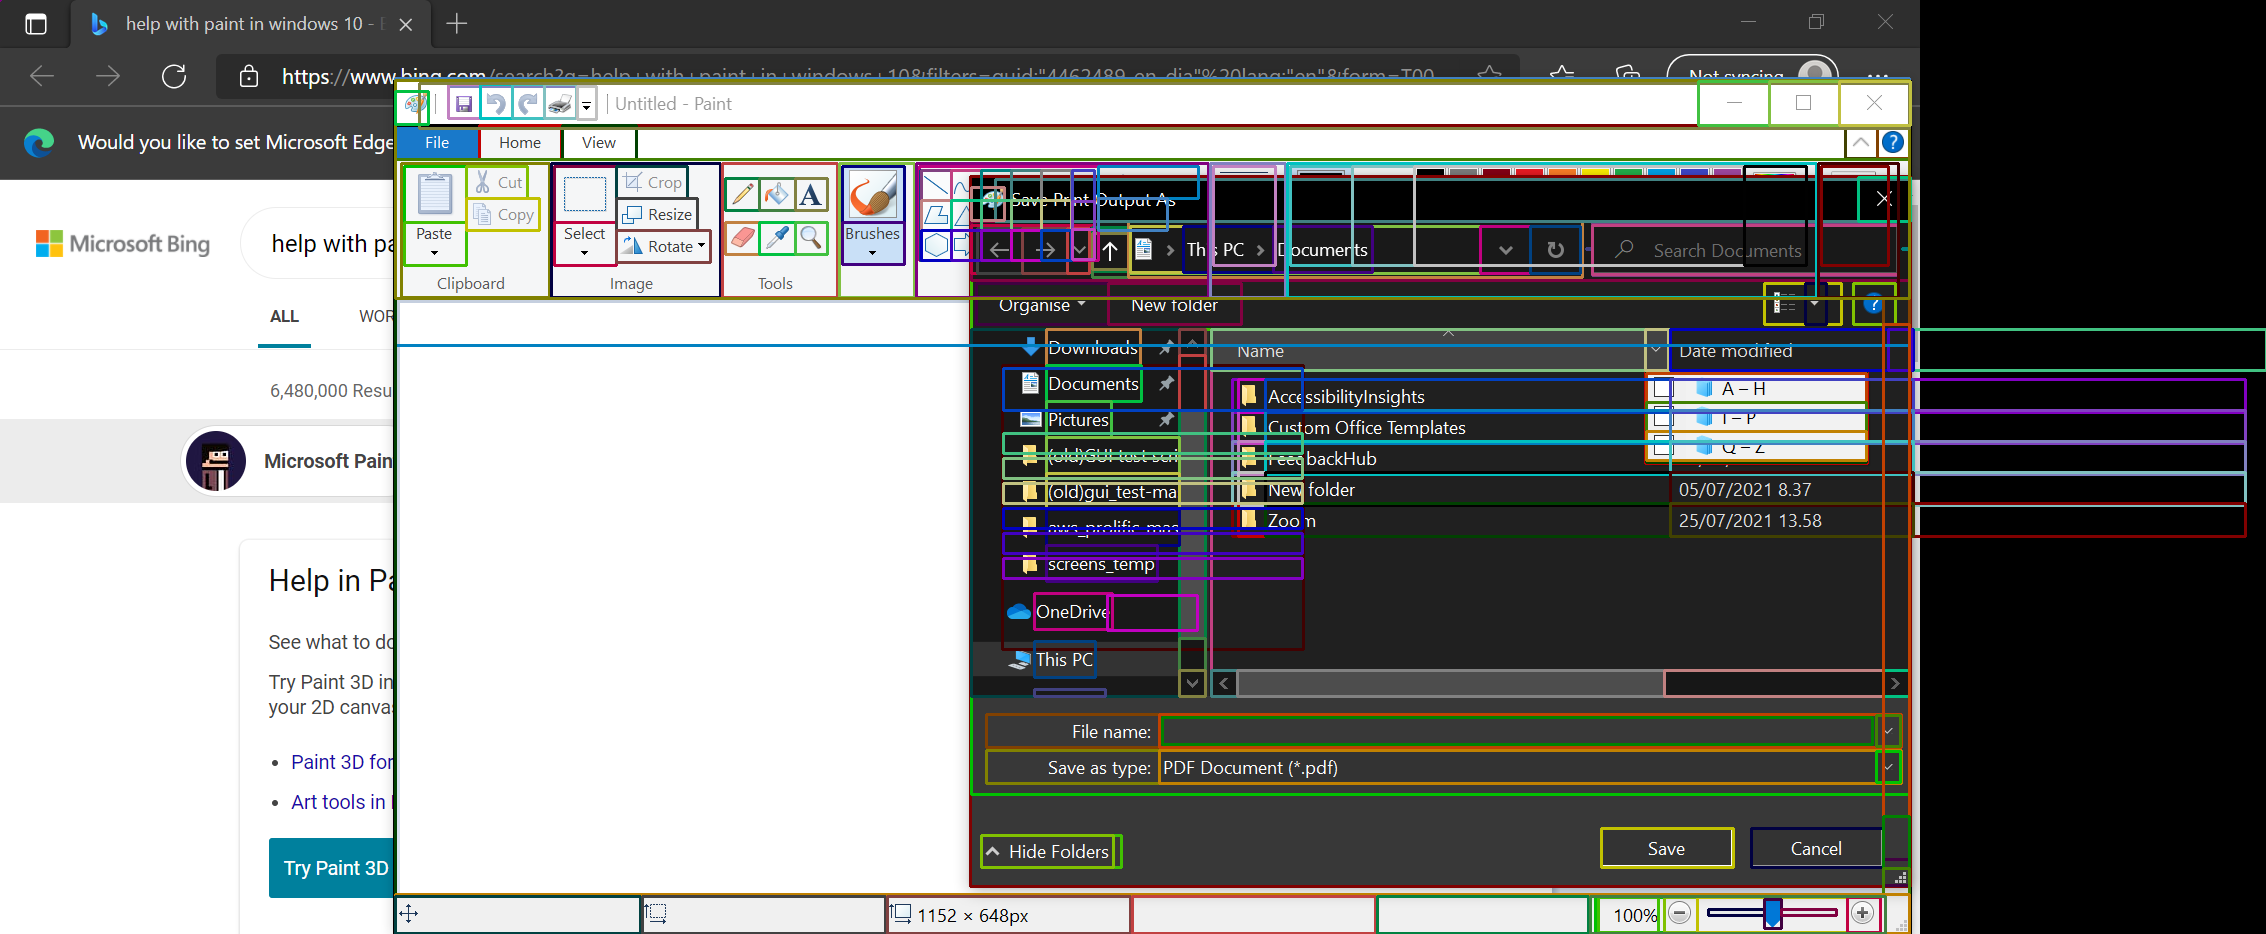 help with paint in windows 10 -
https://www.bing.com/search?q=help+with+paint+in+windows+10&filters=guid:"4462489-en-dia"%20lang:"en"&form=T00
Not syncing
Would you like to set Microsoft Edge
Untitled - Paint
File Home View
Cut
Copy
Paste
Clipboard
Select
Crop
Resize
Rotate
Image
Tools
Brushes
Microsoft Bing
help with pa
ALL WOR
6,480,000 Resu
Microsoft Pain
Help in Pa
See what to do
Try Paint 3D in
your 2D canvas
Paint 3D for
Art tools in
Try Paint 3D
Save Print Output As
This PC
Documents
Search Documents
Organise
New folder
Downloads
Documents
Pictures
(old)GUI test scri
(old)gui_test-ma
aws_prolific_mas
screens_temp
OneDrive
This PC
Name
Date modified
AccessibilityInsights
Custom Office Templates
FeedbackHub
New folder
05/07/2021 8.37
Zoom
25/07/2021 13.58
A – H
I – P
Q – Z
File name:
Save as type: PDF Document (*.pdf)
Hide Folders
Save
Cancel
1152 × 648px
100%